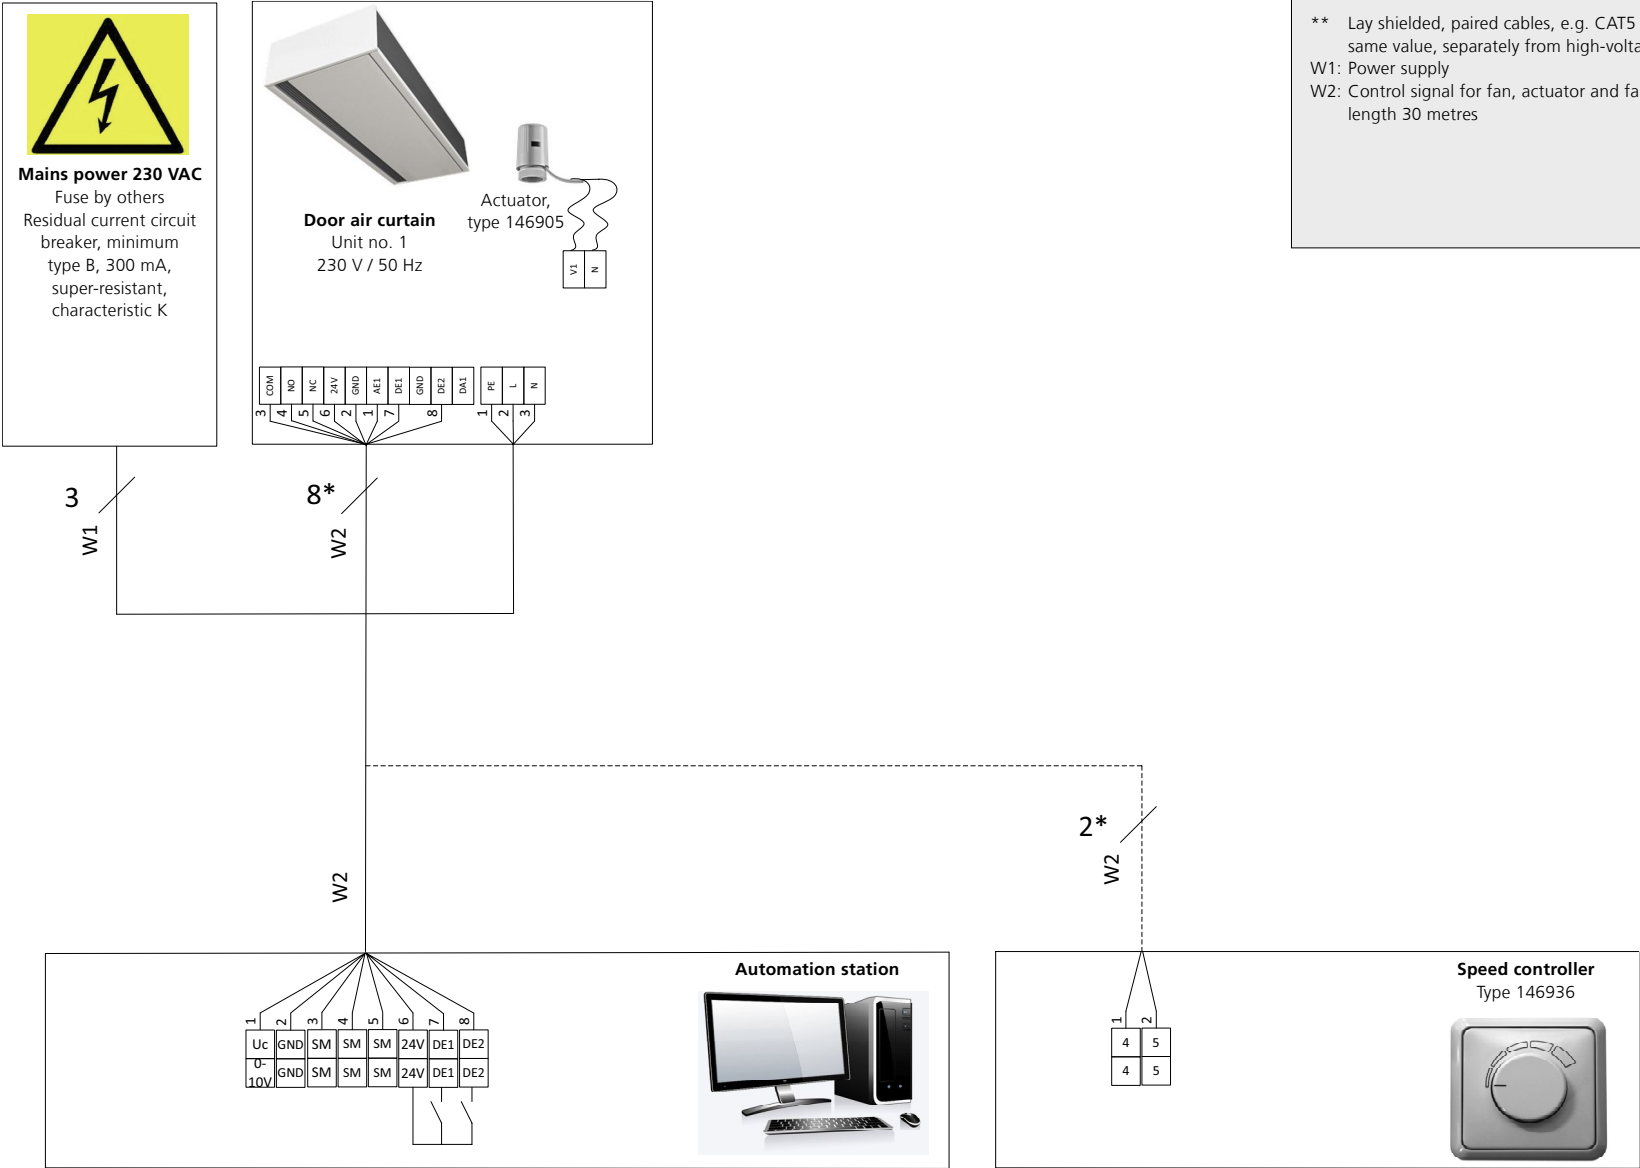 ** Lay shielded, paired cables, e.g. CAT5
same value, separately from high-volta
W1: Power supply
W2: Control signal for fan, actuator and fa
length 30 metres
Mains power 230 VAC
Fuse by others
Residual current circuit
breaker, minimum
type B, 300 mA,
super-resistant,
characteristic K
Door air curtain
Unit no. 1
230 V / 50 Hz
Actuator,
type 146905
V1 N
COM NO NC 24V GND AE1 DE1 GND DE2 DA1 PE L N
3 4 5 6 2 1 7 8 1 2 3
3
W1
8*
W2
2*
W2
W2
Automation station
1 2 3 4 5 6 7 8
Uc GND SM SM SM 24V DE1 DE2
0-10V GND SM SM SM 24V DE1 DE2
Speed controller
Type 146936
1 2
4 5
4 5